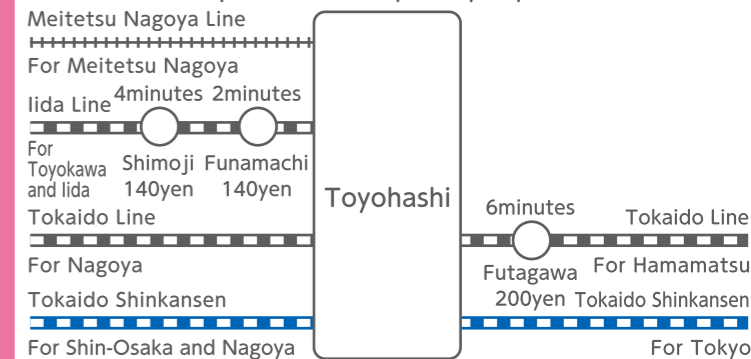 Meitetsu Nagoya Line
For Meitetsu Nagoya
Iida Line
4minutes
2minutes
For
Toyokawa
and Iida
Shimoji
140yen
Funamachi
140yen
Tokaido Line
For Nagoya
Tokaido Shinkansen
For Shin-Osaka and Nagoya
Toyohashi
6minutes
Tokaido Line
Futagawa
200yen
For Hamamatsu
Tokaido Shinkansen
For Tokyo